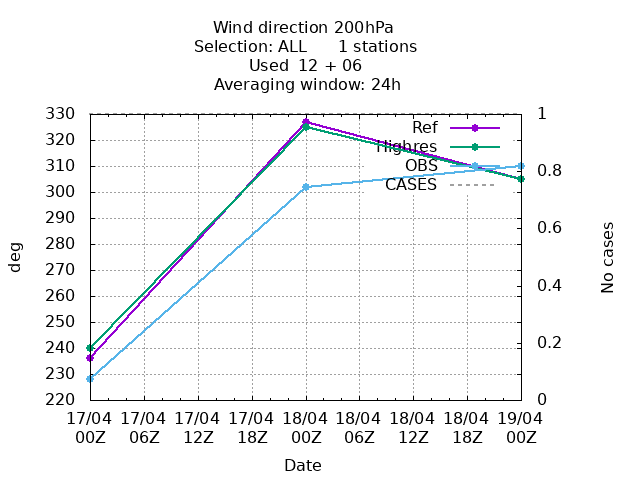 Wind direction 200hPa
Selection: ALL 1 stations
Used 12 + 06
Averaging window: 24h
330
320
310
300
290
280
270
260
250
240
230
220
deg
1
0.8
0.6
0.4
0.2
0
No cases
Ref
Highres
OBS
CASES
17/04 17/04 17/04 17/04 18/04 18/04 18/04 18/04 19/04
00Z 06Z 12Z 18Z 00Z 06Z 12Z 18Z 00Z
Date